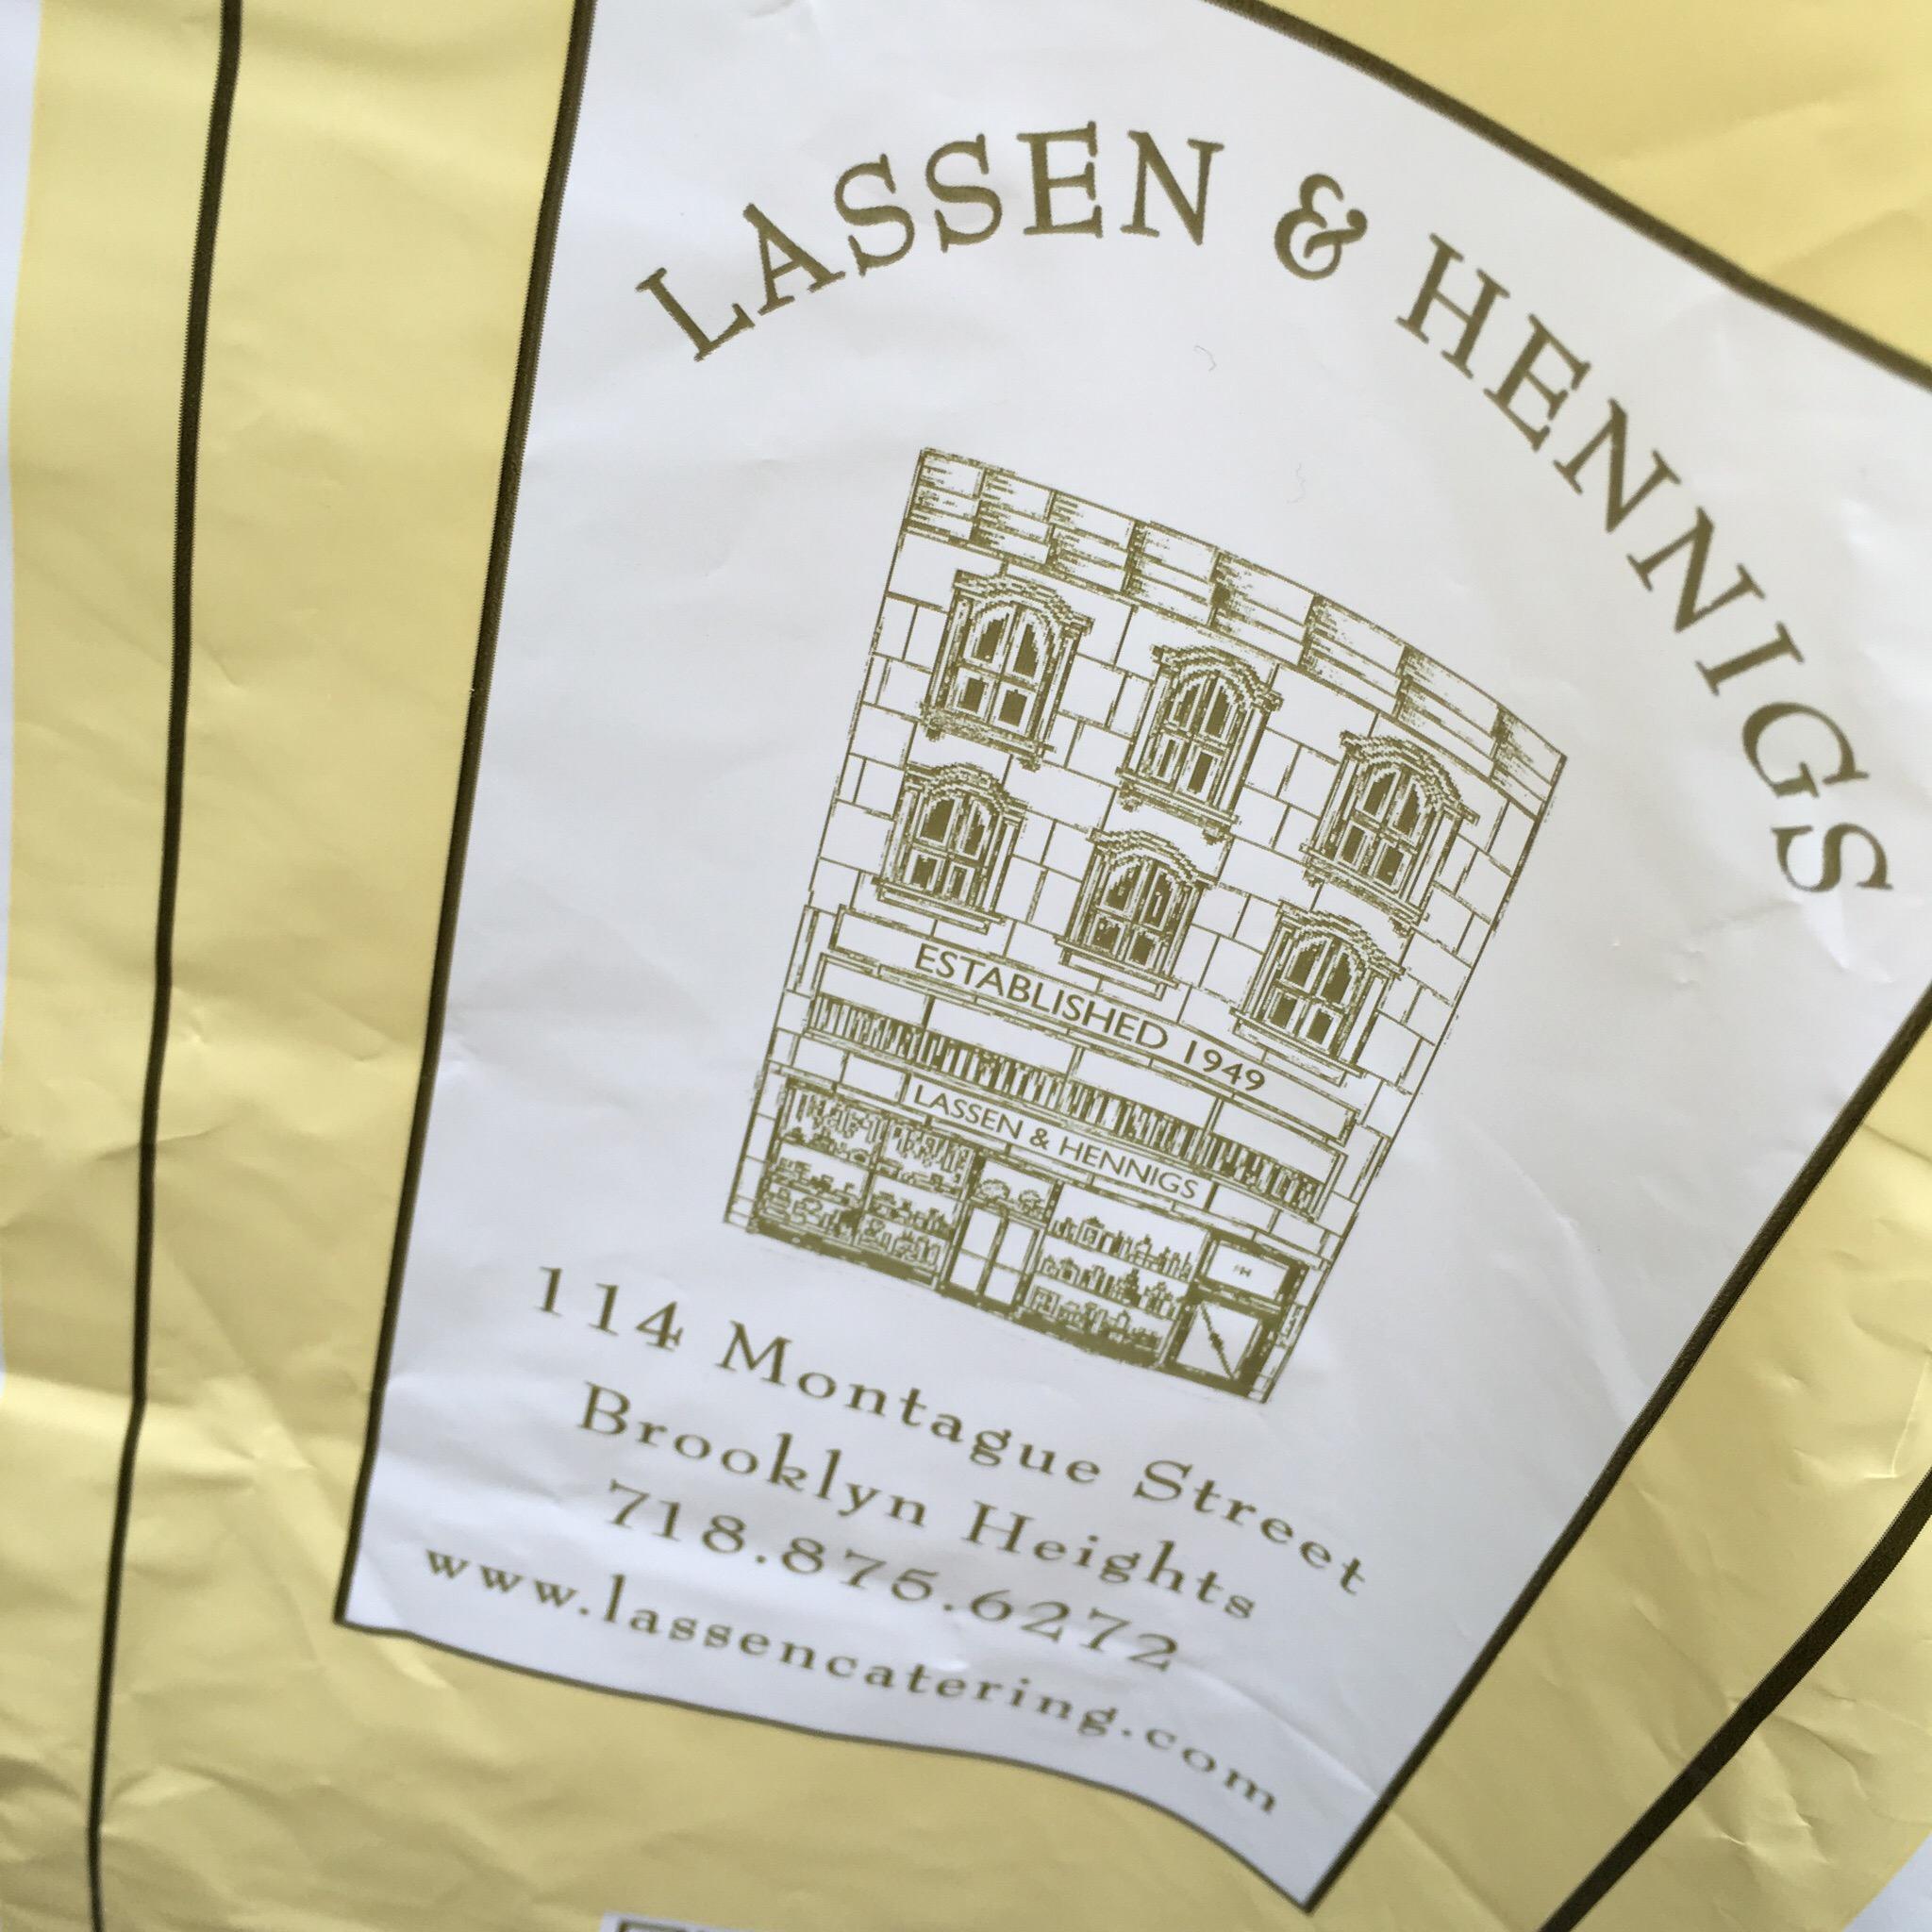 LASSEN & HENNIGS
ESTABLISHED 1949
LASSEN & HENNIGS
114 Montague Street
Brooklyn Heights
718.875.6272
www.lassencatering.com